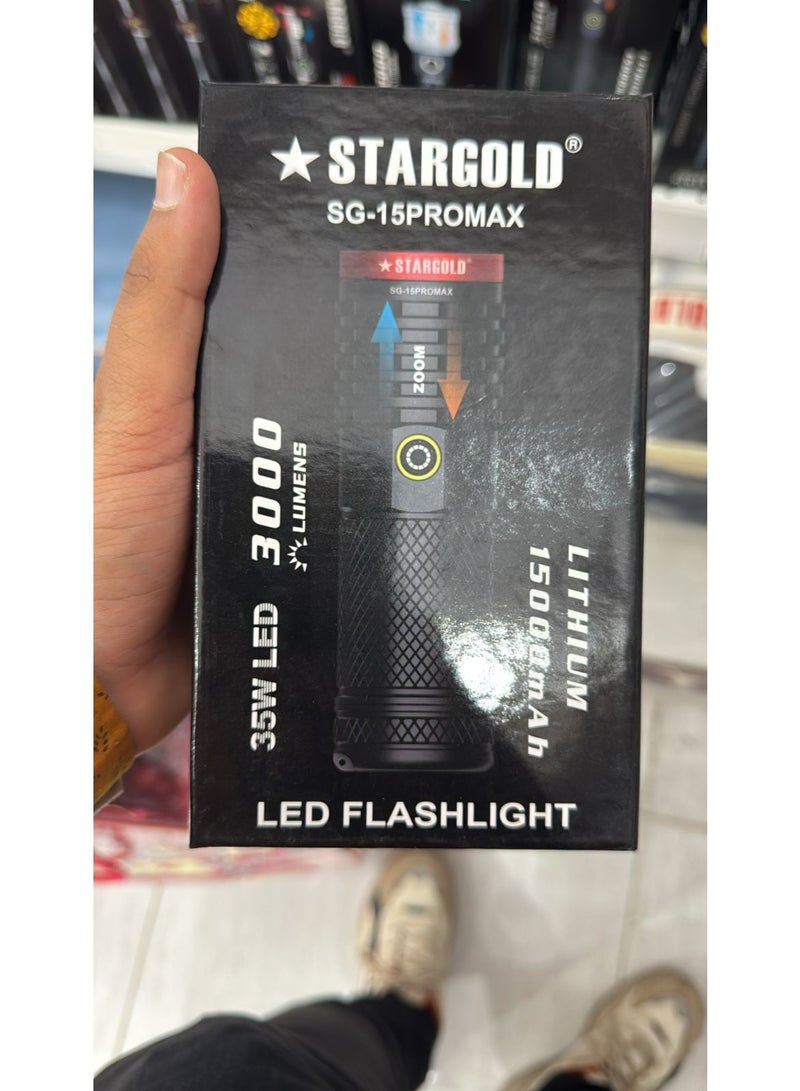 ★ STARGOLD®
SG-15PROMAX
★ STARGOLD®
SG-15PROMAX
ZOOM
3000
LUMENS
35W LED
LITHIUM
15000mAh
LED FLASHLIGHT